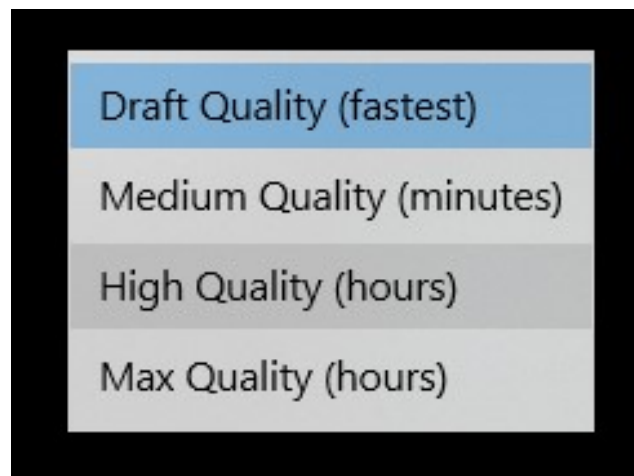 Draft Quality (fastest)
Medium Quality (minutes)
High Quality (hours)
Max Quality (hours)